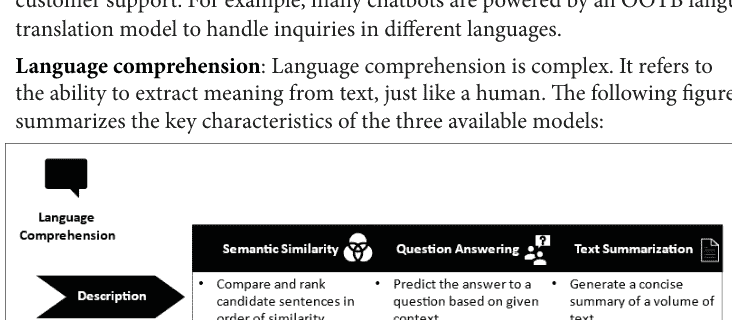 customer support. For example, many chatbots are powered by an OOTB
translation model to handle inquiries in different languages.
Language comprehension: Language comprehension is complex. It refers to
the ability to extract meaning from text, just like a human. The following figure
summarizes the key characteristics of the three available models:
Language
Comprehension
Semantic Similarity
Question Answering
?
Text Summarization
Description
• Compare and rank
candidate sentences in
order of similarity
• Predict the answer to a
question based on given
context
• Generate a concise
summary of a volume of
text